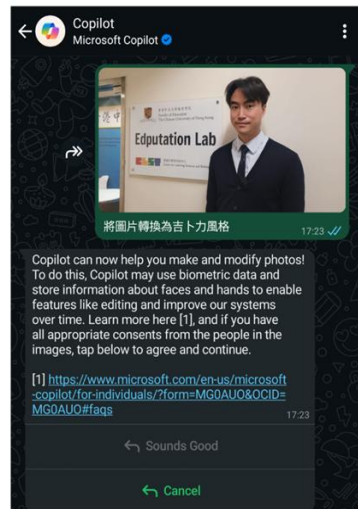 Copilot
Microsoft Copilot
Edputation Lab
將圖片轉換為吉卜力風格
17:23
Copilot can now help you make and modify photos!
To do this, Copilot may use biometric data and
store information about faces and hands to enable
features like editing and improve our systems
over time. Learn more here [1], and if you have
all appropriate consents from the people in the
images, tap below to agree and continue.
[1] https://www.microsoft.com/en-us/microsoft
-copilot/for-individuals/?form=MG0AUO&OCID=
MG0AUO#faqs
17:23
Sounds Good
Cancel